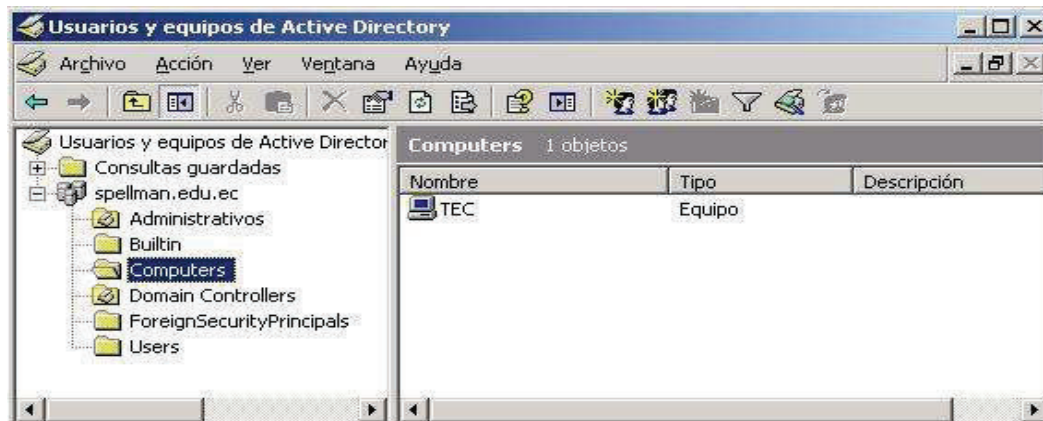 Usuarios y equipos de Active Directory
Archivo Acción Ver Ventana Ayuda
Usuarios y equipos de Active Director
Consultas guardadas
spellman.edu.ec
Administrativos
Builtin
Computers
Domain Controllers
ForeignSecurityPrincipals
Users
Computers 1 objetos
Nombre Tipo Descripción
TEC Equipo